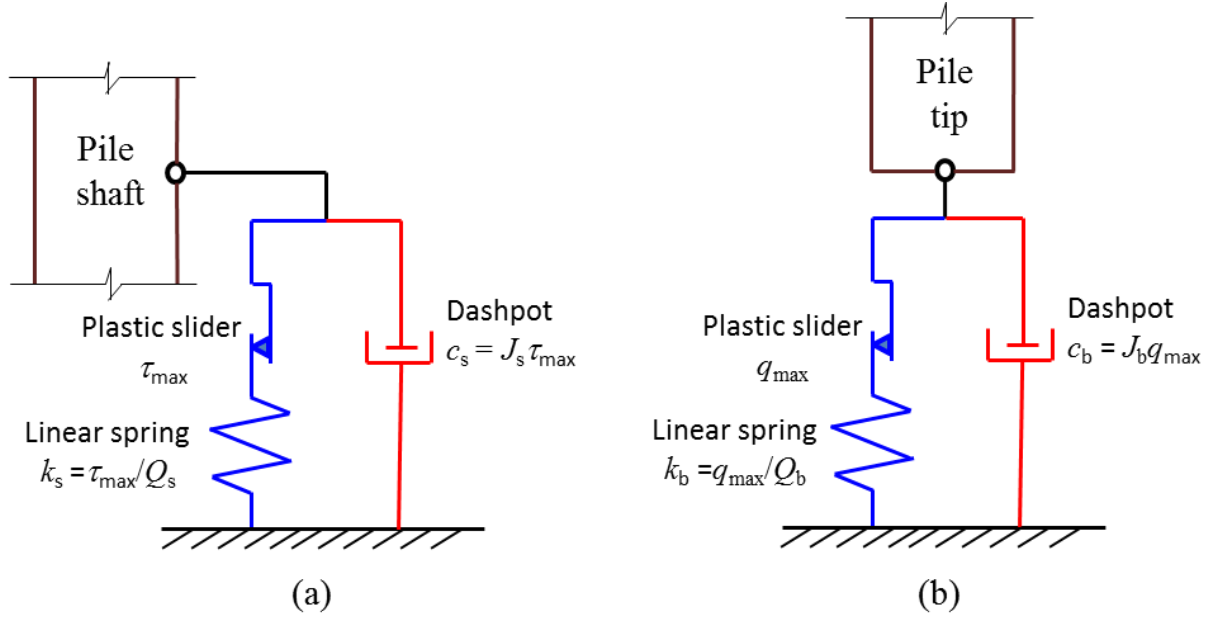 Pile
shaft
Plastic slider
τmax
Linear spring
ks = τmax/Qs
Dashpot
cs = Js τmax
(a)
Pile
tip
Plastic slider
qmax
Linear spring
kb =qmax/Qb
Dashpot
cb = Jbqmax
(b)